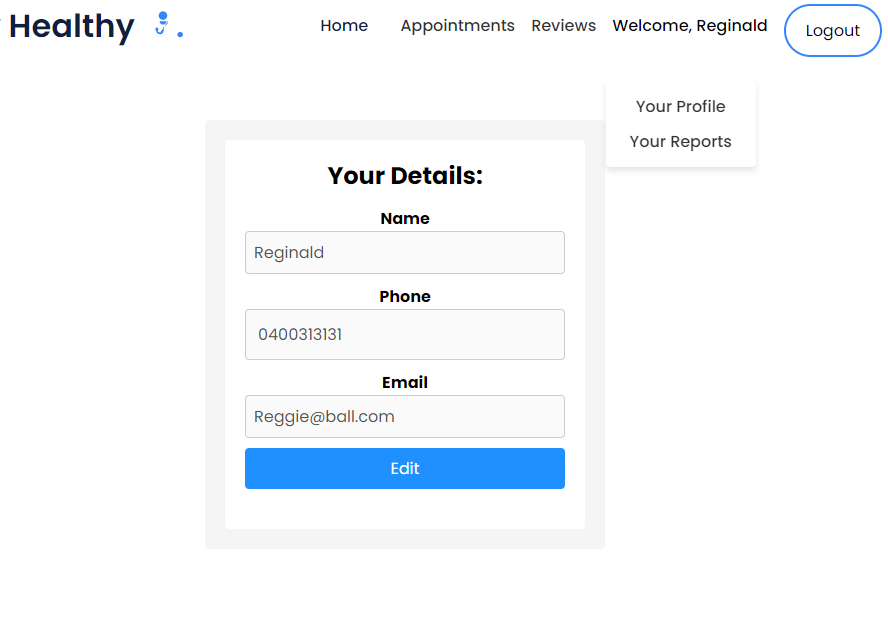 Healthy .
Home Appointments Reviews Welcome, Reginald Logout
Your Profile
Your Reports
Your Details:
Name
Reginald
Phone
0400313131
Email
Reggie@ball.com
Edit